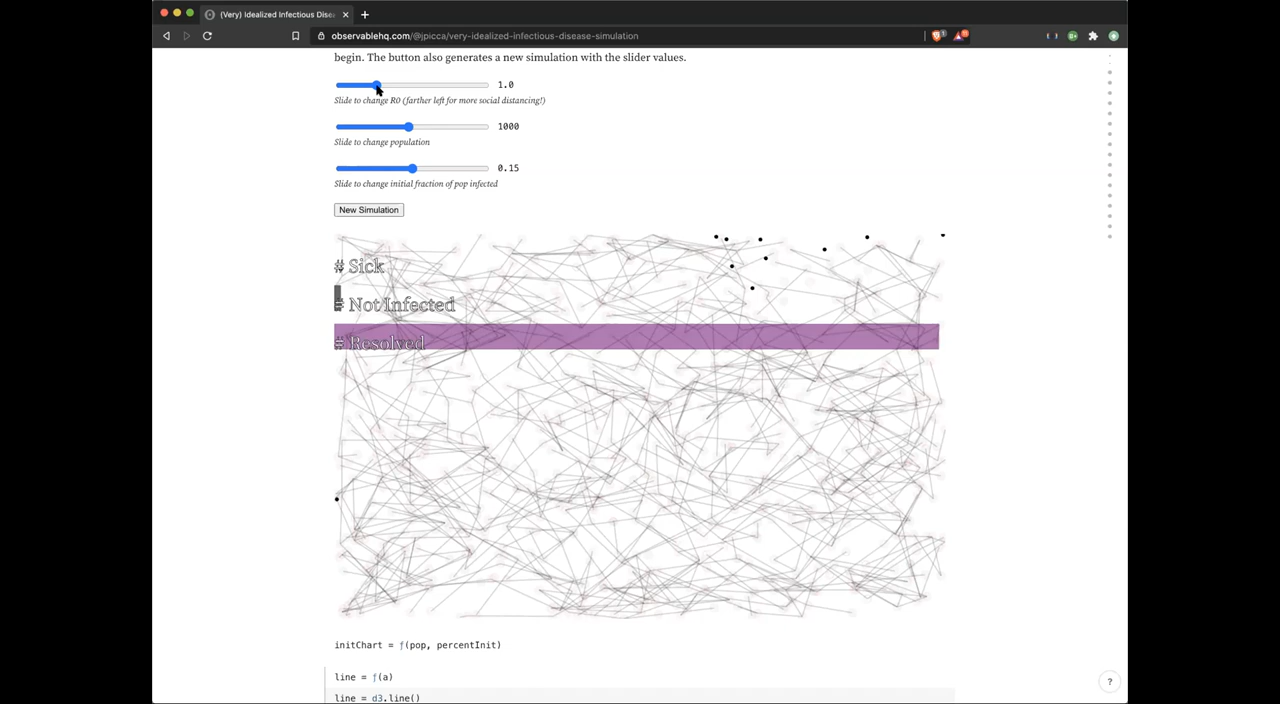 (Very) Idealized Infectious Dise
observablehq.com/@jpicca/very-idealized-infectious-disease-simulation
begin. The button also generates a new simulation with the slider values.
1.0
Slide to change R0 (farther left for more social distancing!)
1000
Slide to change population
0.15
Slide to change initial fraction of pop infected
New Simulation
# Sick
# Not Infected
# Resolved
initChart = ƒ(pop, percentInit)
line = ƒ(a)
line = d3.line()
?